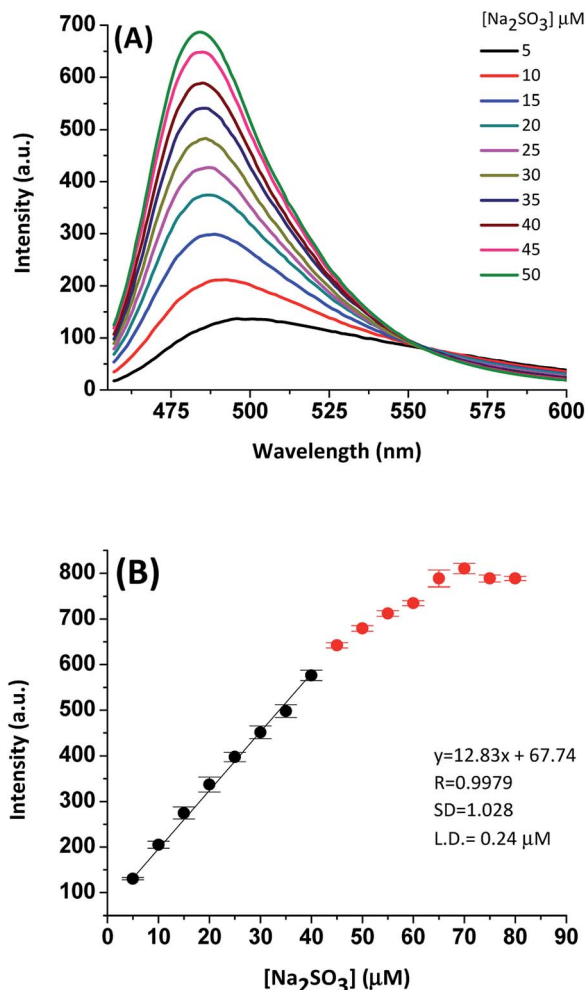 (A)
[Na₂SO₃] μM
5
10
15
20
25
30
35
40
45
50
700
600
500
400
300
200
100
0
Intensity (a.u.)
475 500 525 550 575 600
Wavelength (nm)
(B)
800
700
600
500
400
300
200
100
Intensity (a.u.)
y=12.83x + 67.74
R=0.9979
SD=1.028
L.D.= 0.24 μM
0 10 20 30 40 50 60 70 80 90
[Na₂SO₃] (μM)